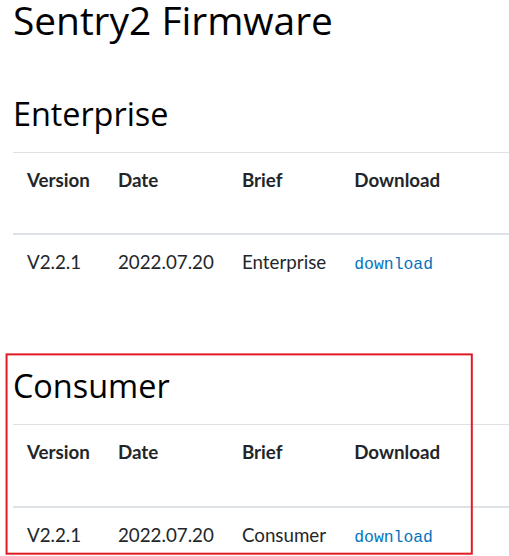 Sentry2 Firmware
Enterprise
Version Date Brief Download
V2.2.1 2022.07.20 Enterprise download
Consumer
Version Date Brief Download
V2.2.1 2022.07.20 Consumer download